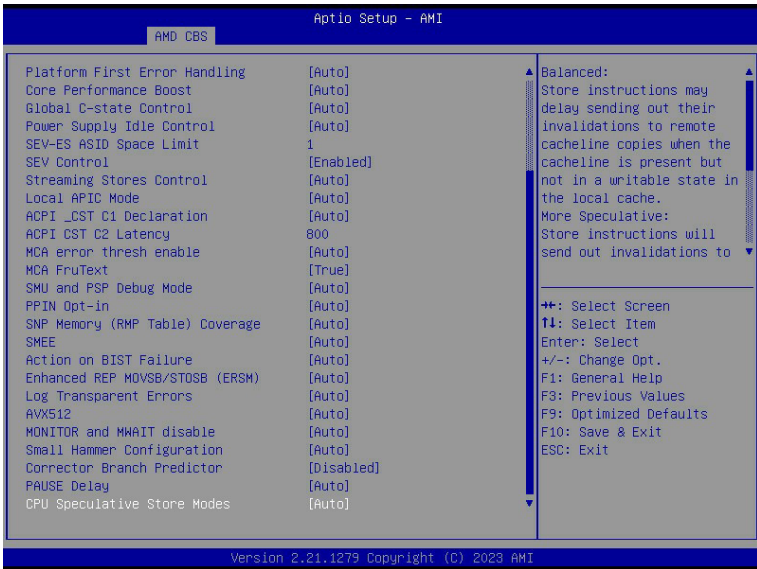 Aptio Setup – AMI
AMD CBS
Platform First Error Handling [Auto]
Core Performance Boost [Auto]
Global C-state Control [Auto]
Power Supply Idle Control [Auto]
SEV-ES ASID Space Limit 1
SEV Control [Enabled]
Streaming Stores Control [Auto]
Local APIC Mode [Auto]
ACPI _CST C1 Declaration [Auto]
ACPI CST C2 Latency 800
MCA error thresh enable [Auto]
MCA FruText [True]
SMU and PSP Debug Mode [Auto]
PPIN Opt-in [Auto]
SNP Memory (RMP Table) Coverage [Auto]
SMEE [Auto]
Action on BIST Failure [Auto]
Enhanced REP MOVSB/STOSB (ERSM) [Auto]
Log Transparent Errors [Auto]
AVX512 [Auto]
MONITOR and MWAIT disable [Auto]
Small Hammer Configuration [Auto]
Corrector Branch Predictor [Disabled]
PAUSE Delay [Auto]
CPU Speculative Store Modes [Auto]
Balanced:
Store instructions may
delay sending out their
invalidations to remote
cacheline copies when the
cacheline is present but
not in a writable state in
the local cache.
More Speculative:
Store instructions will
send out invalidations to
→←: Select Screen
↑↓: Select Item
Enter: Select
+/-: Change Opt.
F1: General Help
F3: Previous Values
F9: Optimized Defaults
F10: Save & Exit
ESC: Exit
Version 2.21.1279 Copyright (C) 2023 AMI